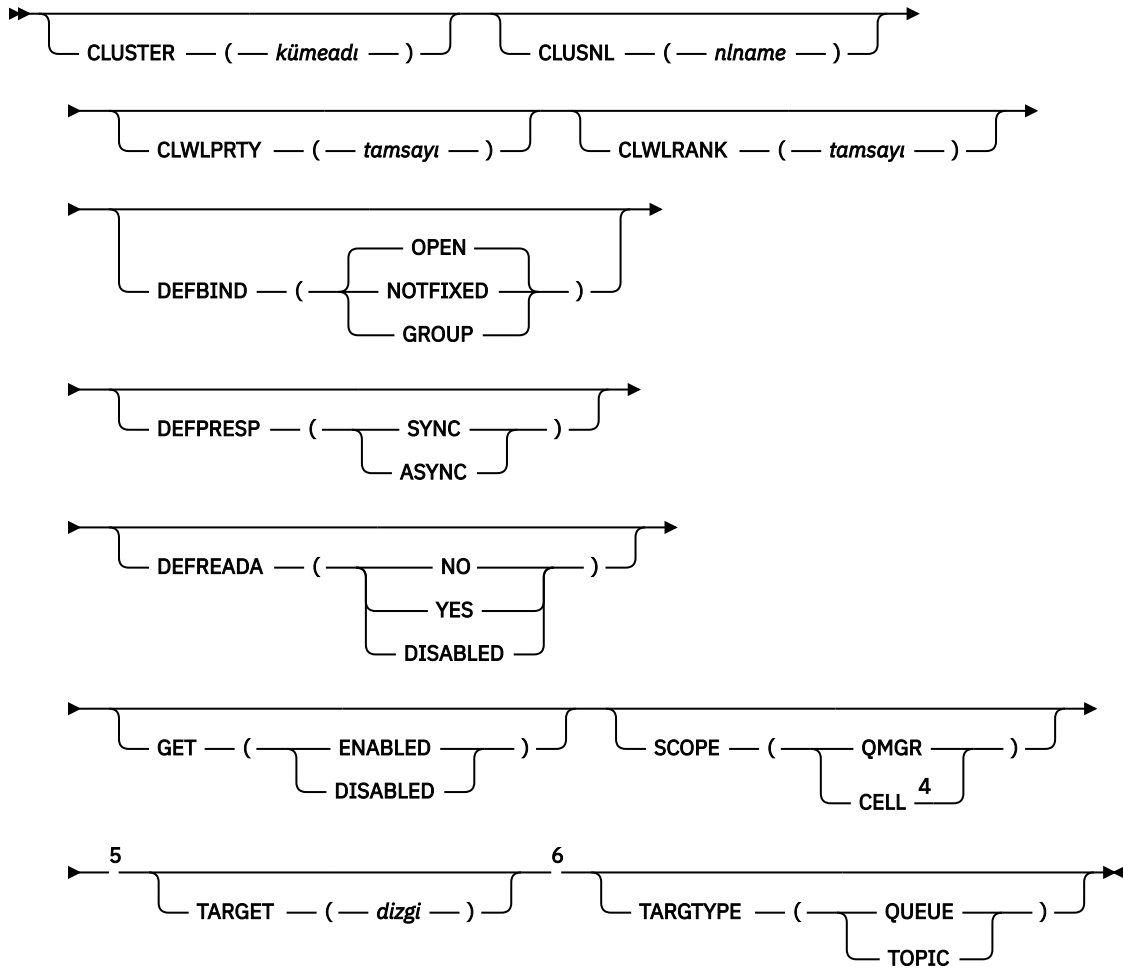 CLUSTER ( kümeadı ) CLUSNL ( nlname )
CLWLPRTY ( tamsayı ) CLWLRANK ( tamsayı )
OPEN
DEFBIND ( NOTFIXED )
GROUP
DEFPRESP ( SYNC )
ASYNC
DEFREADA ( NO )
YES
DISABLED
GET ( ENABLED ) SCOPE ( QMGR )
DISABLED CELL 4
5 6
TARGET ( dizgi ) TARGTYPE ( QUEUE )
TOPIC